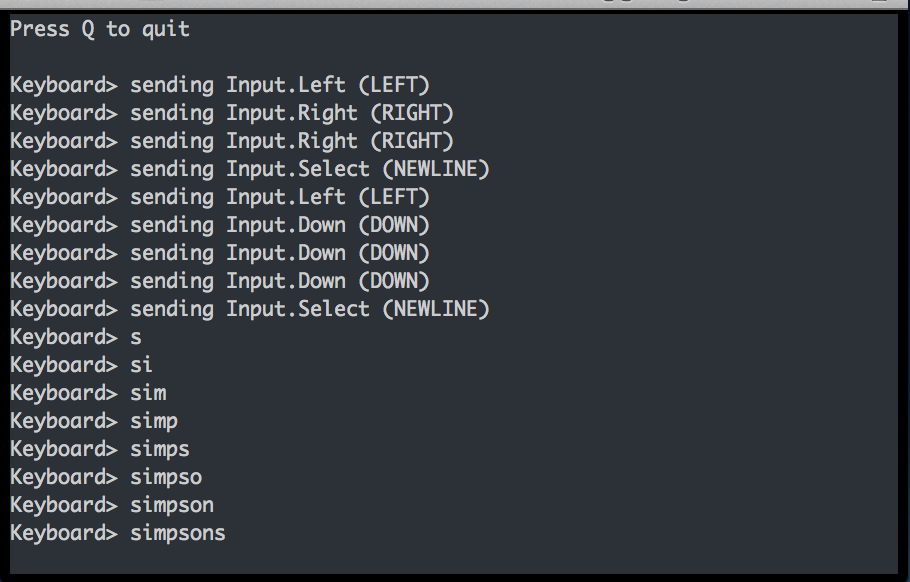 Press Q to quit
Keyboard> sending Input.Left (LEFT)
Keyboard> sending Input.Right (RIGHT)
Keyboard> sending Input.Right (RIGHT)
Keyboard> sending Input.Select (NEWLINE)
Keyboard> sending Input.Left (LEFT)
Keyboard> sending Input.Down (DOWN)
Keyboard> sending Input.Down (DOWN)
Keyboard> sending Input.Down (DOWN)
Keyboard> sending Input.Select (NEWLINE)
Keyboard> s
Keyboard> si
Keyboard> sim
Keyboard> simp
Keyboard> simps
Keyboard> simpso
Keyboard> simpson
Keyboard> simpsons